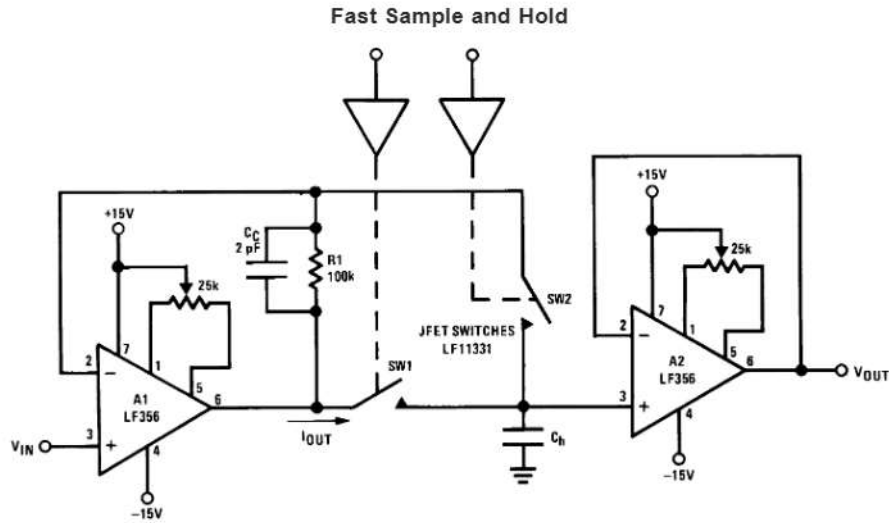 Fast Sample and Hold
+15V
25k
7
2
−
1
5
A1
LF356
6
3
+
4
VIN
−15V
CC
2 pF
R1
100k
SW1
IOUT
SW2
JFET SWITCHES
LF11331
Ch
+15V
25k
7
2
−
1
5
A2
LF356
6
3
+
4
−15V
VOUT